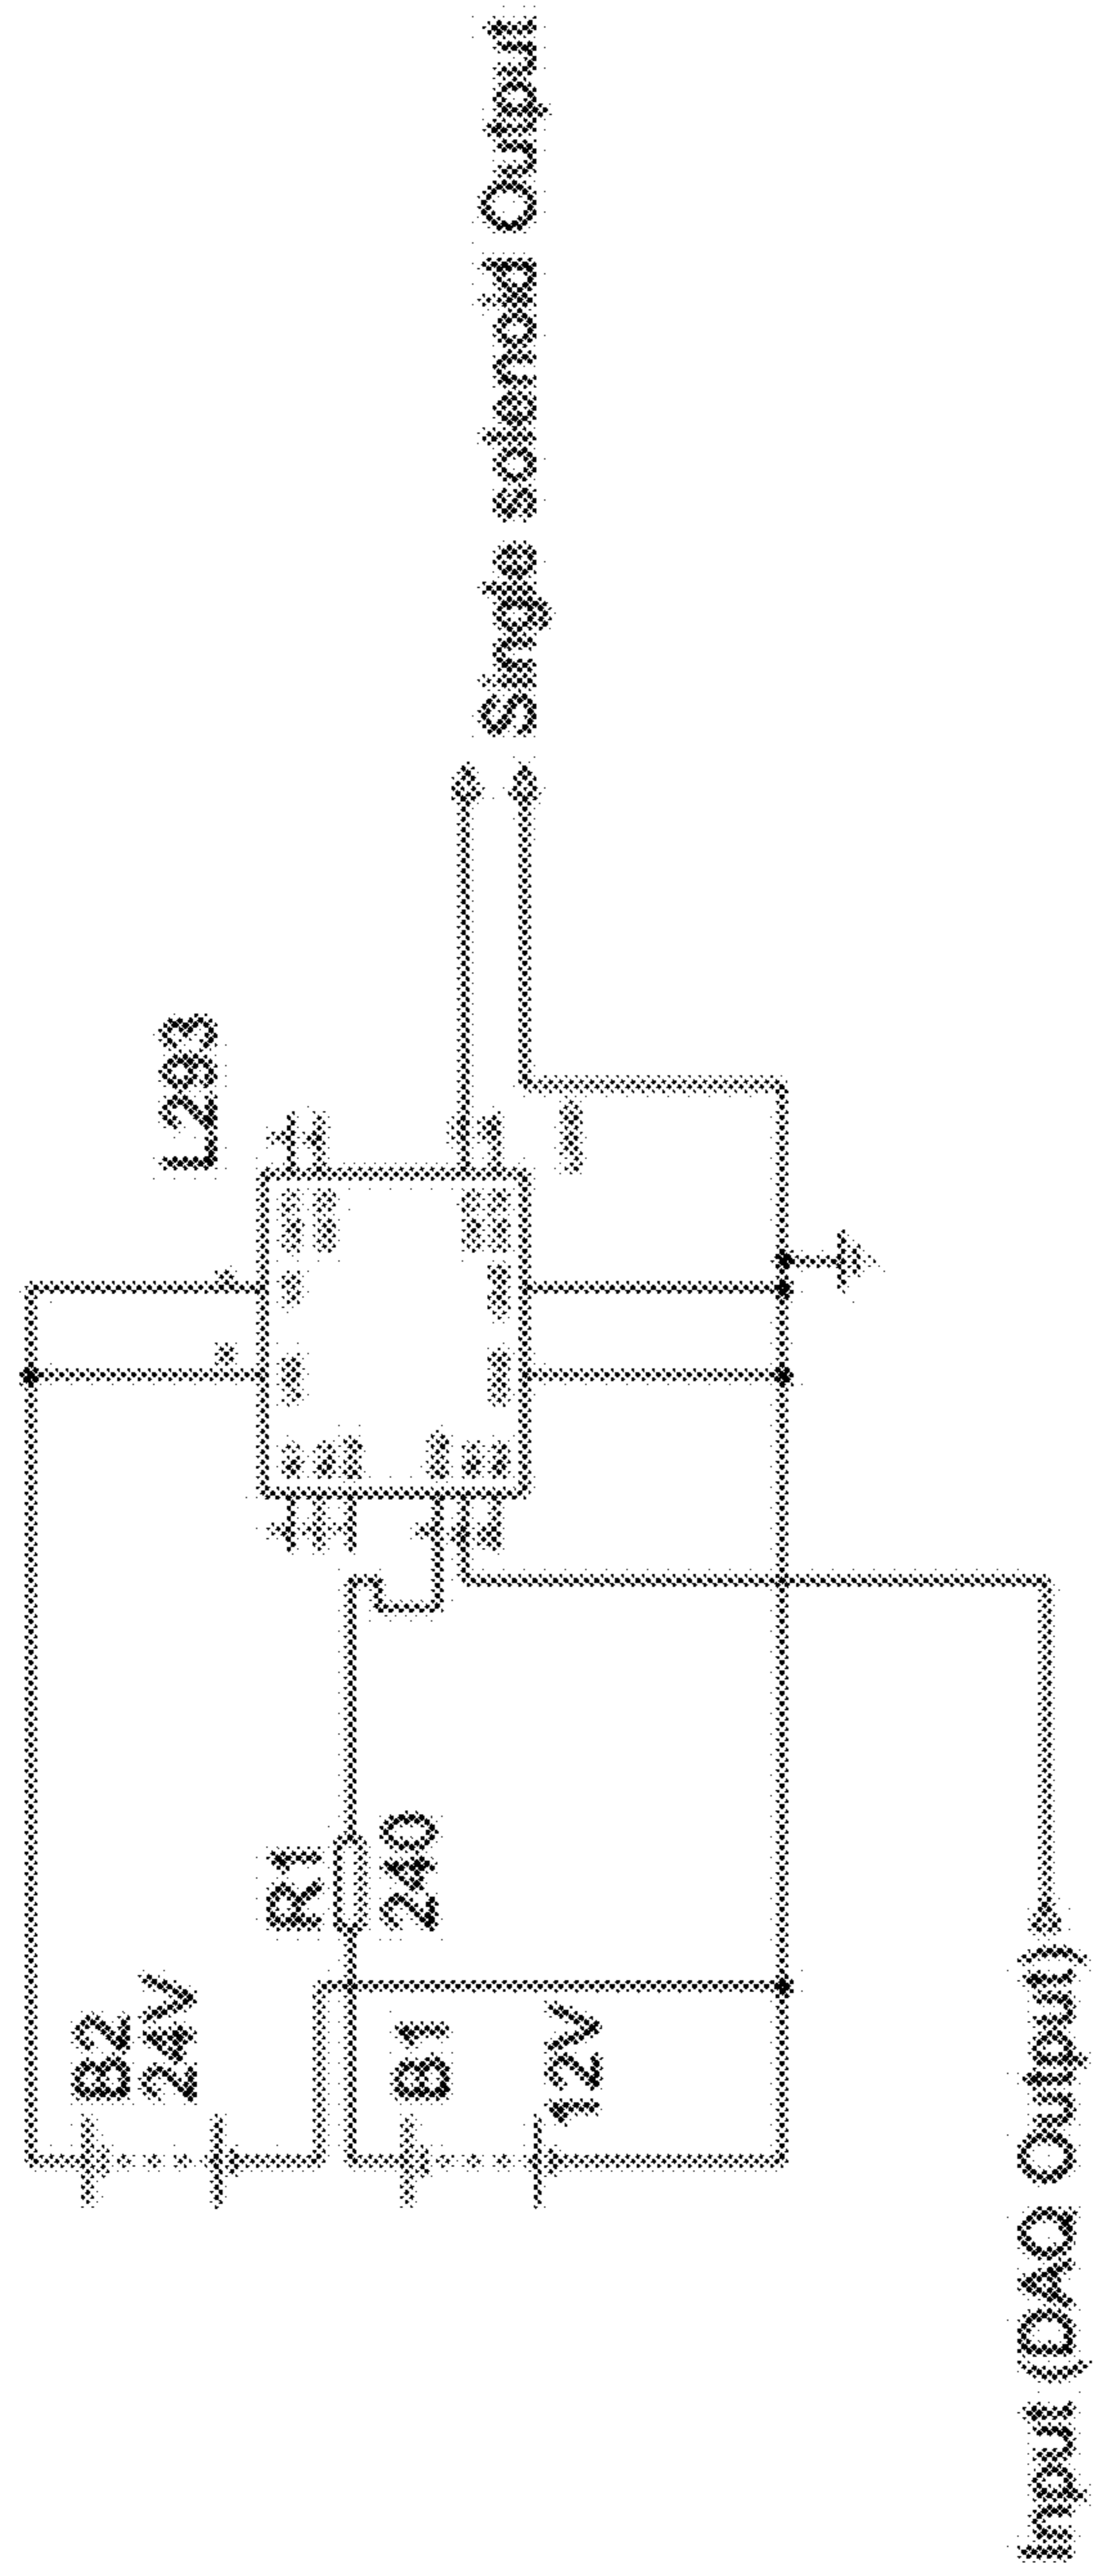 B2
24V
L293
R1
240
B1
12V
Single solenoid Output
Input (DAQ Output)